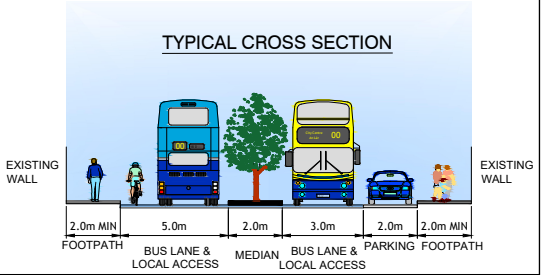 TYPICAL CROSS SECTION
00
00
EXISTING
WALL
EXISTING
WALL
2.0m MIN
5.0m
2.0m
3.0m
2.0m
2.0m MIN
FOOTPATH
BUS LANE &
LOCAL ACCESS
MEDIAN
BUS LANE &
LOCAL ACCESS
PARKING
FOOTPATH